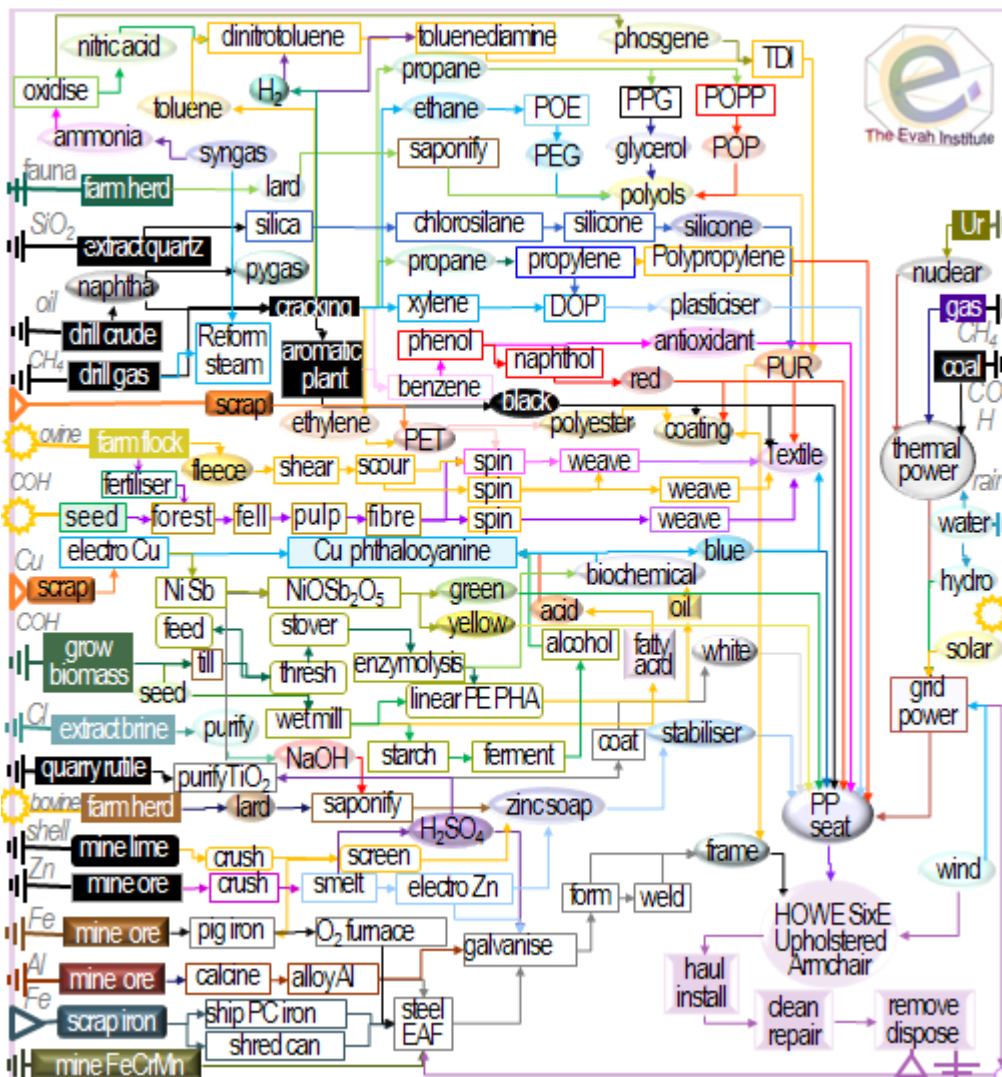 nitric acid
dinitrotoluene
toluenediamine
phosgene
TDI
oxidise
H₂
propane
toluene
ethane
POE
PPG
POPP
The Evah Institute
ammonia
syngas
saponify
PEG
glycerol
POP
fauna
farm herd
lard
polyols
SiO₂
extract quartz
silica
chlorosilane
silicone
silicone
Ur
naphtha
pygas
propane
propylene
Polypropylene
nuclear
oil
drill crude
cracking
xylene
DOP
plasticiser
gas
CH₄
CH₄
drill gas
Reform
steam
aromatic
plant
phenol
naphthol
antioxidant
PUR
coal
CO
H
scrap
benzene
red
black
ethylene
PET
polyester
coating
Textile
thermal
power
ovine
farm flock
fleece
shear
scour
spin
weave
COH
fertiliser
spin
weave
rain
seed
forest
fell
pulp
fibre
spin
weave
water
electro Cu
Cu phthalocyanine
blue
Cu
scrap
Ni Sb
NiOSb₂O₅
green
biochemical
hydro
COH
feed
stover
yellow
acid
oil
grow
biomass
till
thresh
enzymolysis
alcohol
fatty
acid
white
solar
seed
linear PE PHA
grid
power
Cl
extract brine
purify
wet mill
starch
ferment
coat
stabiliser
quarry rutile
purifyTiO₂
NaOH
bovine
farm herd
lard
saponify
zinc soap
PP
seat
shell
mine lime
crush
screen
H₂SO₄
frame
wind
Zn
mine ore
crush
smelt
electro Zn
form
weld
Fe
mine ore
pig iron
O₂ furnace
galvanise
HOWE SixE
Upholstered
Armchair
Al
mine ore
calcine
alloy Al
haul
install
Fe
scrap iron
ship PC iron
shred can
steel
EAF
clean
repair
remove
dispose
mine FeCrMn